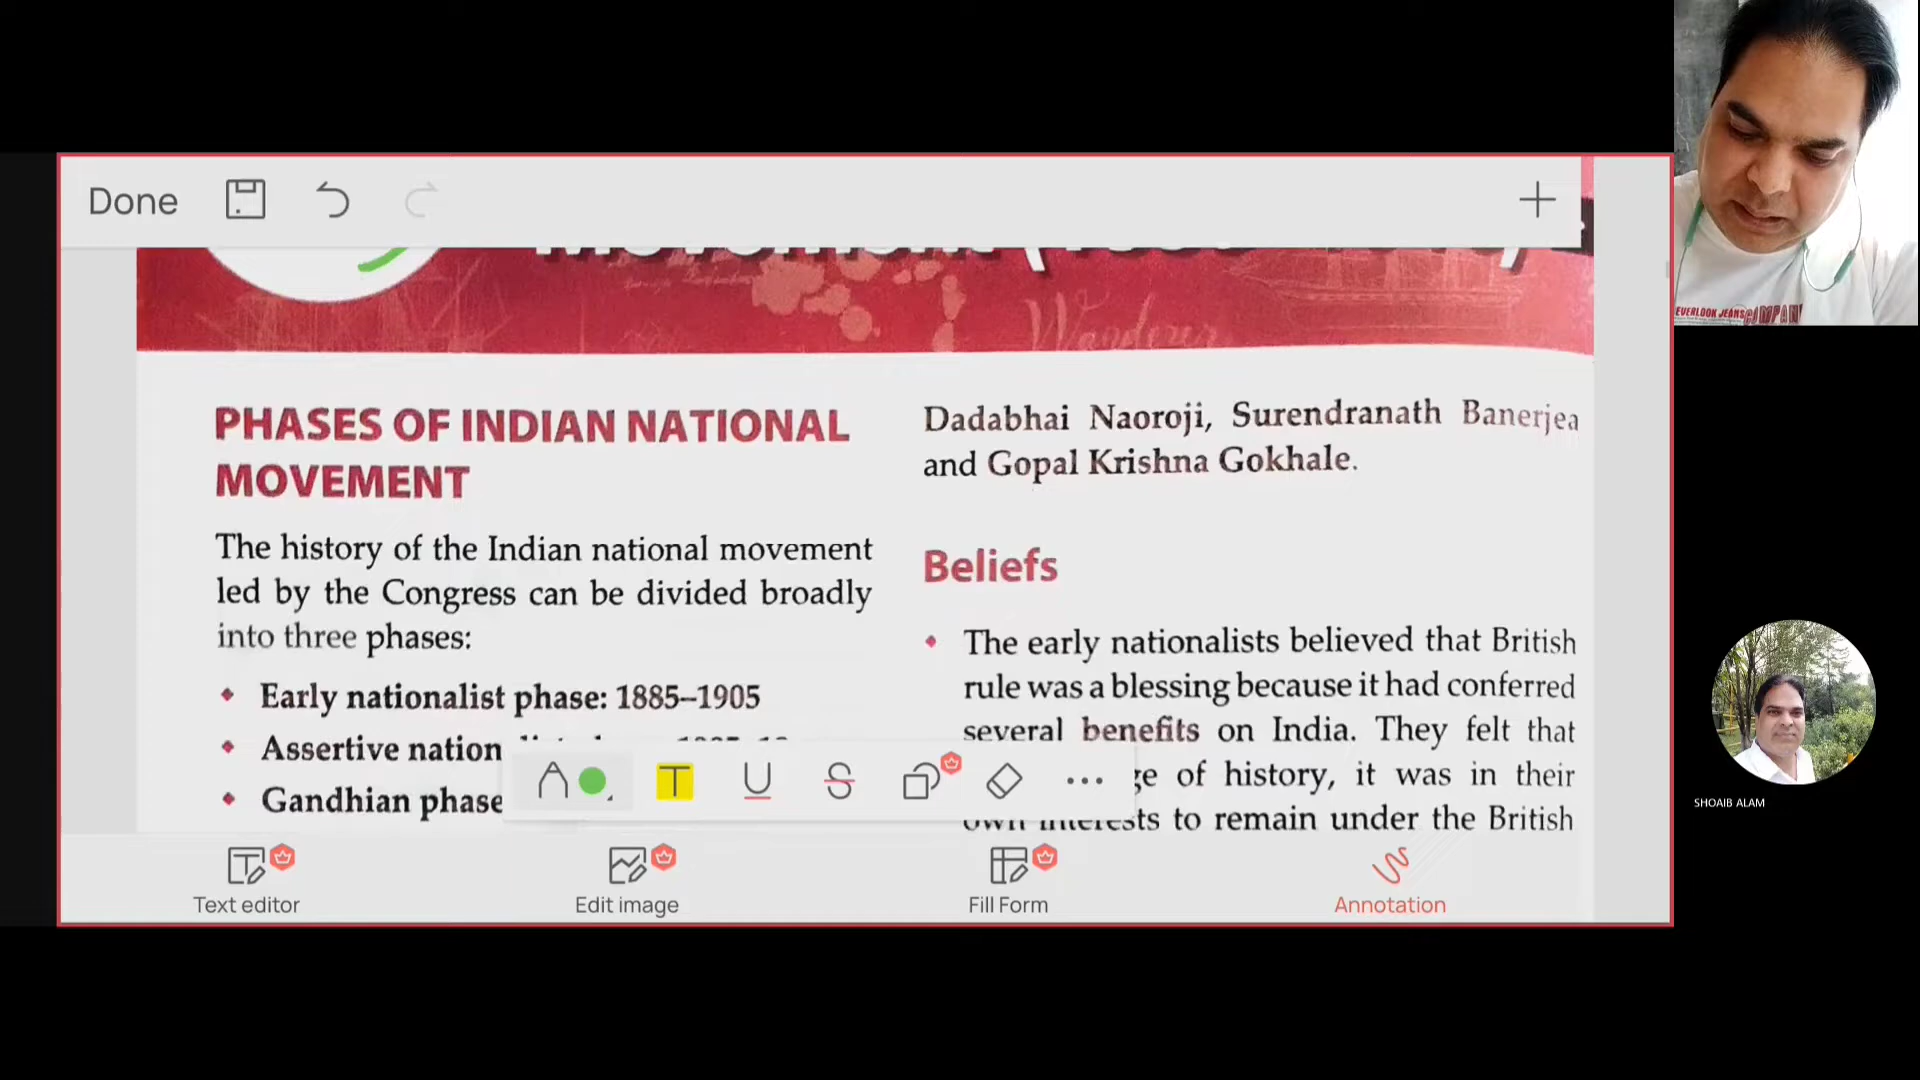 Done
PHASES OF INDIAN NATIONAL
MOVEMENT
The history of the Indian national movement
led by the Congress can be divided broadly
into three phases:
Early nationalist phase: 1885–1905
Assertive nation
Gandhian phase
Dadabhai Naoroji, Surendranath Banerjea
and Gopal Krishna Gokhale.
Beliefs
The early nationalists believed that British
rule was a blessing because it had conferred
several benefits on India. They felt that
of history, it was in their
own interests to remain under the British
Text editor
Edit image
Fill Form
Annotation
EVERLOOK JEANS COMPAN
SHOAIB ALAM